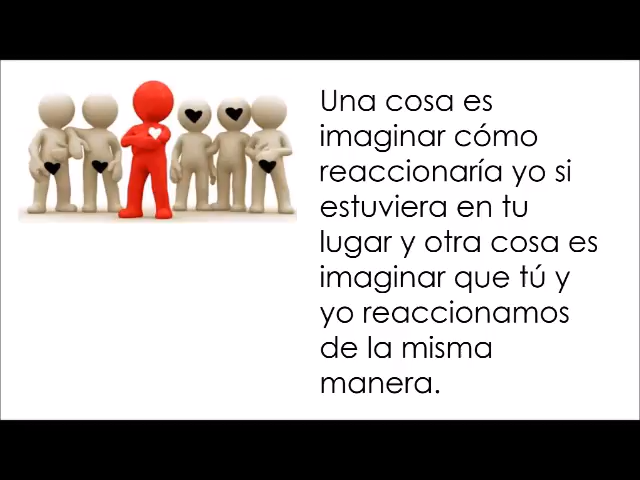 Una cosa es
imaginar cómo
reaccionaría yo si
estuviera en tu
lugar y otra cosa es
imaginar que tú y
yo reaccionamos
de la misma
manera.